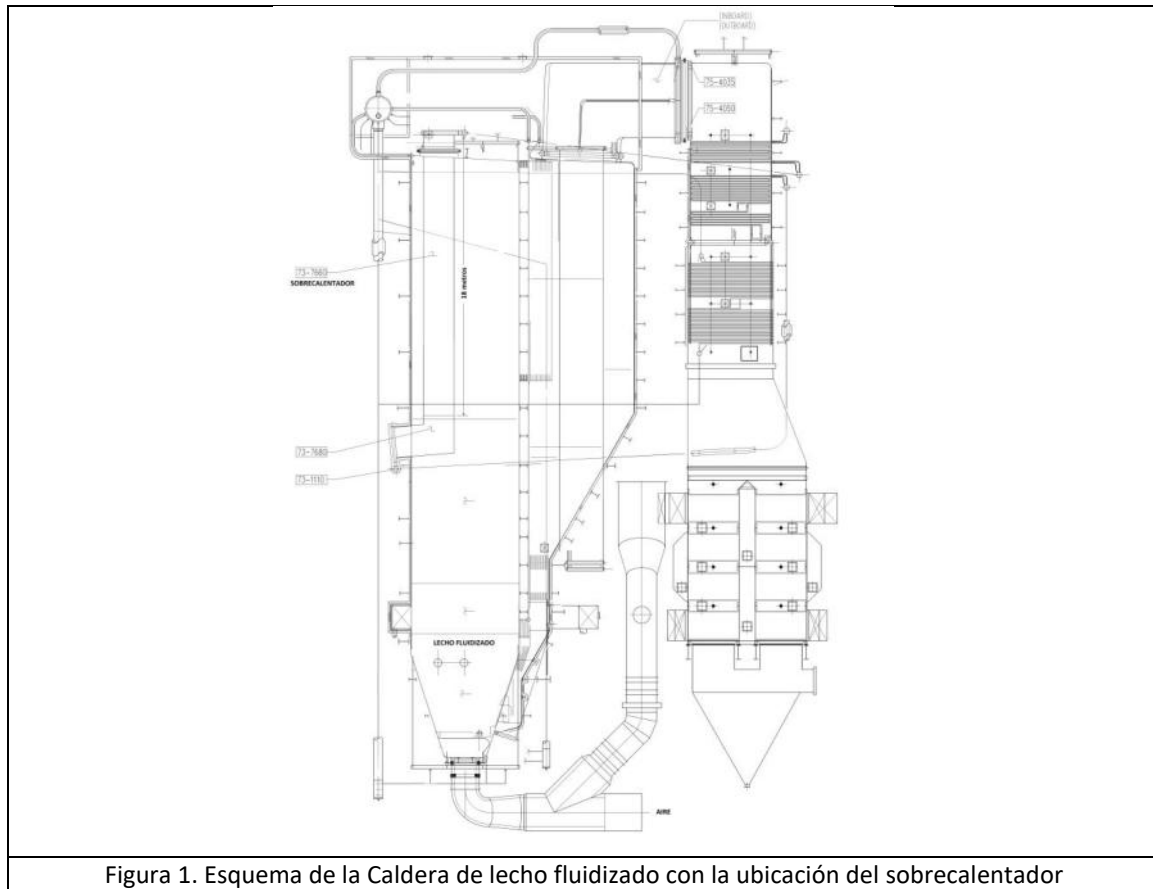 (INBOARD)
(OUTBOARD)
75-4035
75-4050
73-7660
SOBRECALENTADOR
18 metros
73-7680
73-1110
LECHO FLUIDIZADO
AIRE
Figura 1. Esquema de la Caldera de lecho fluidizado con la ubicación del sobrecalentador